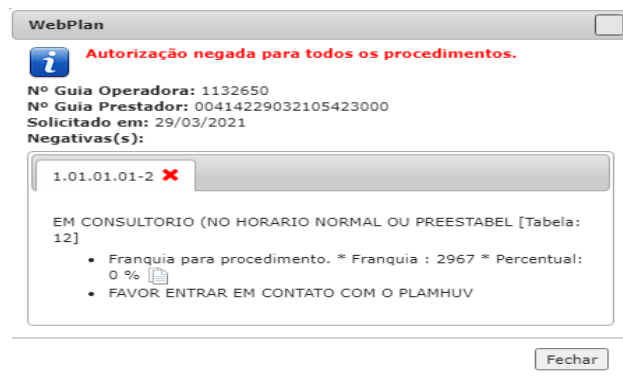 WebPlan
Autorização negada para todos os procedimentos.
Nº Guia Operadora: 1132650
Nº Guia Prestador: 00414229032105423000
Solicitado em: 29/03/2021
Negativas(s):
1.01.01.01-2
EM CONSULTORIO (NO HORARIO NORMAL OU PREESTABEL [Tabela:
12]
• Franquia para procedimento. * Franquia : 2967 * Percentual:
0 %
• FAVOR ENTRAR EM CONTATO COM O PLAMHUV
Fechar